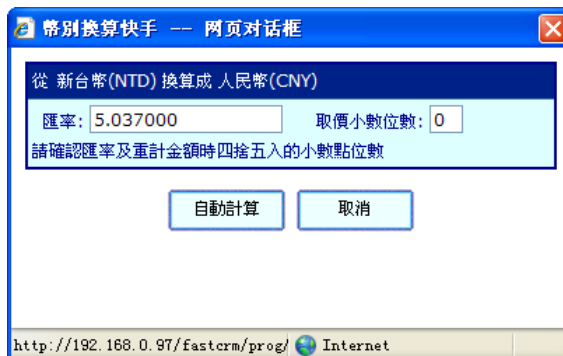 幣別換算快手 -- 网页对话框
從 新台幣(NTD) 換算成 人民幣(CNY)
匯率: 5.037000 取價小數位數: 0
請確認匯率及重計金額時四捨五入的小數點位數
自動計算 取消
http://192.168.0.97/fastcrm/prog/ Internet